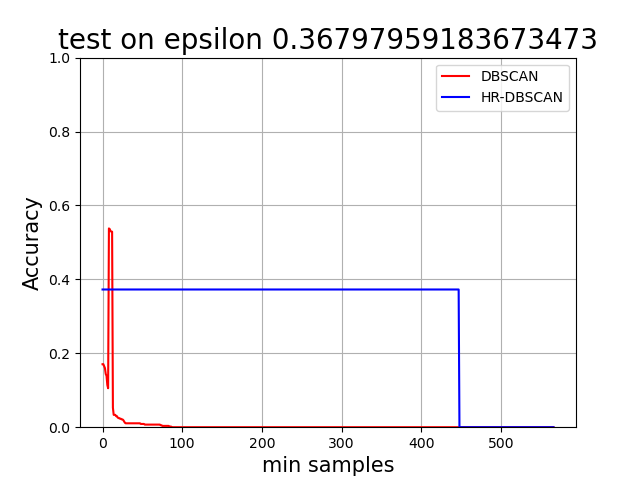 test on epsilon 0.36797959183673473
DBSCAN
HR-DBSCAN
Accuracy
1.0
0.8
0.6
0.4
0.2
0.0
0 100 200 300 400 500
min samples